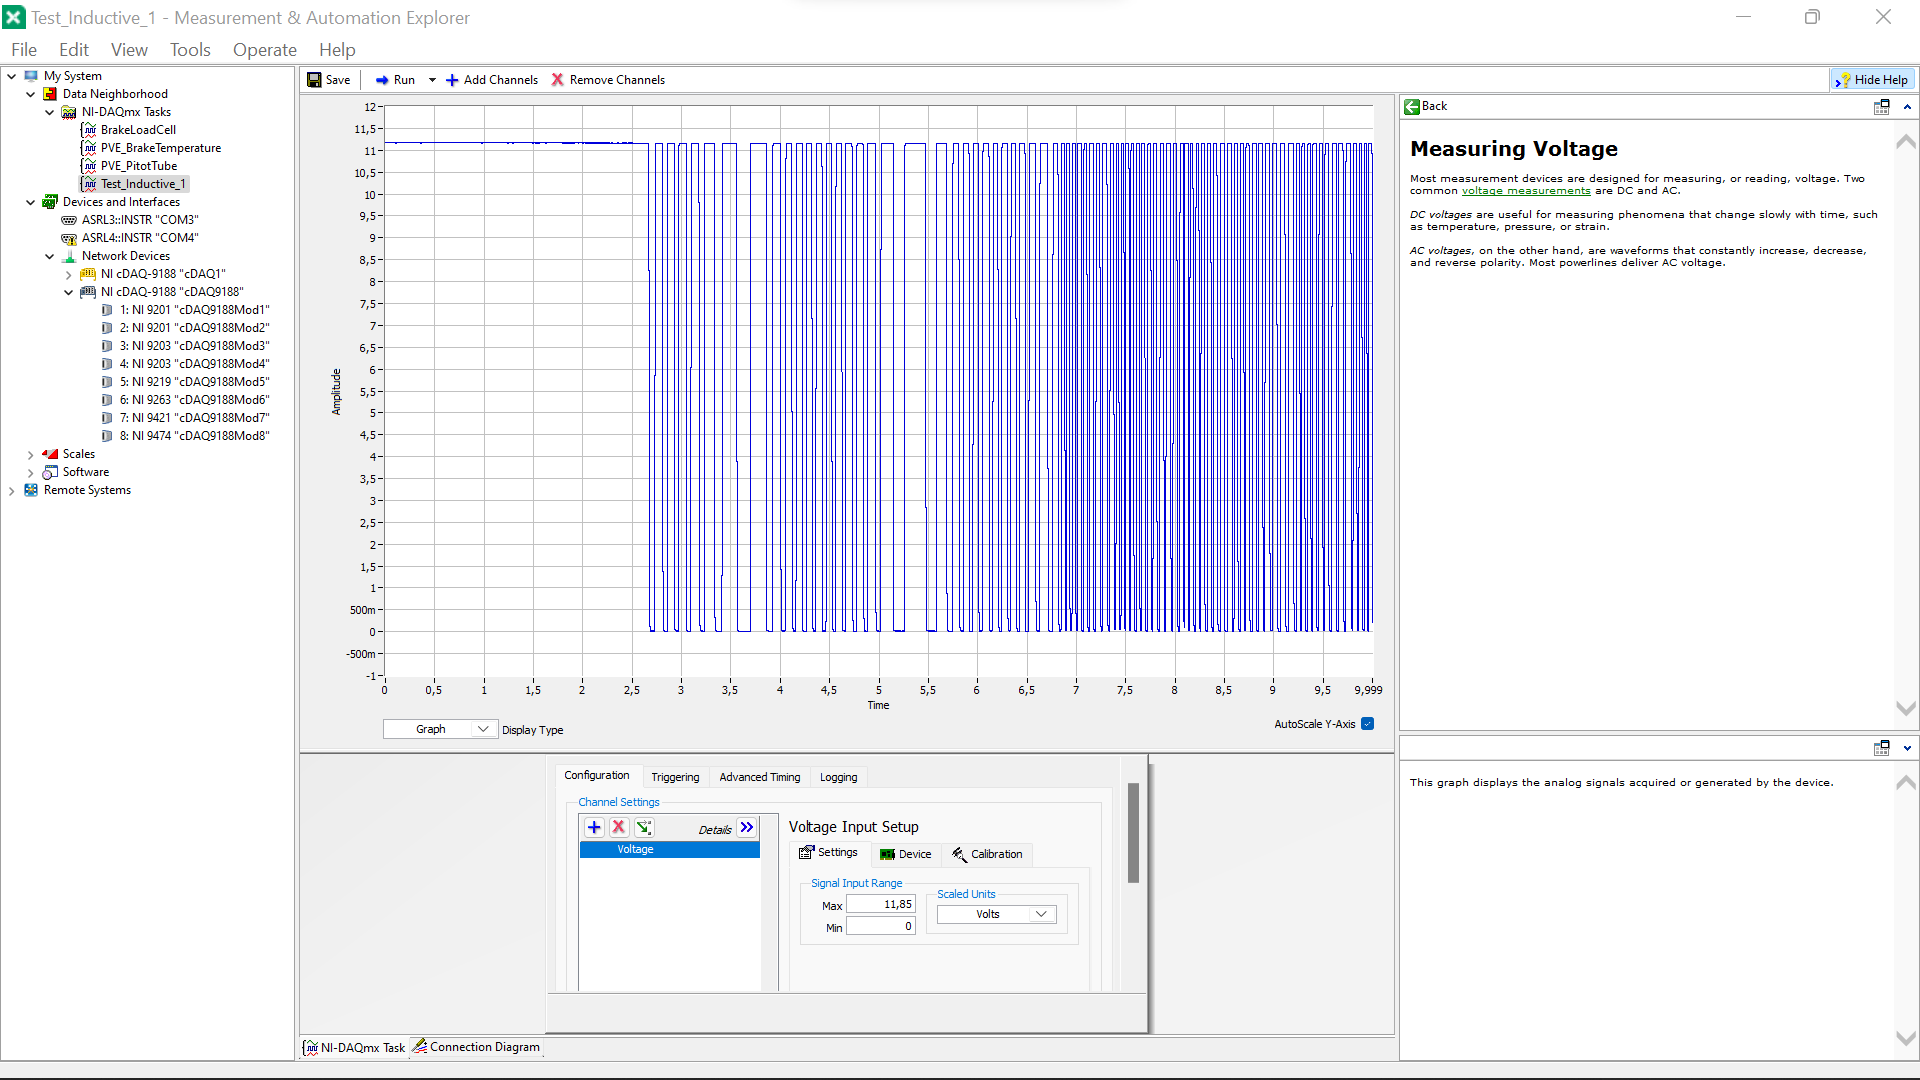 Test_Inductive_1 - Measurement & Automation Explorer
File Edit View Tools Operate Help
My System
Data Neighborhood
NI-DAQmx Tasks
BrakeLoadCell
PVE_BrakeTemperature
PVE_PitotTube
Test_Inductive_1
Devices and Interfaces
ASRL3::INSTR "COM3"
ASRL4::INSTR "COM4"
Network Devices
NI cDAQ-9188 "cDAQ1"
NI cDAQ-9188 "cDAQ9188"
1: NI 9201 "cDAQ9188Mod1"
2: NI 9201 "cDAQ9188Mod2"
3: NI 9203 "cDAQ9188Mod3"
4: NI 9203 "cDAQ9188Mod4"
5: NI 9219 "cDAQ9188Mod5"
6: NI 9263 "cDAQ9188Mod6"
7: NI 9421 "cDAQ9188Mod7"
8: NI 9474 "cDAQ9188Mod8"
Scales
Software
Remote Systems
Save Run Add Channels Remove Channels Hide Help
12
11,5
11
10,5
10
9,5
9
8,5
8
7,5
7
6,5
6
5,5
5
4,5
4
3,5
3
2,5
2
1,5
1
500m
0
-500m
-1
Amplitude
0 0,5 1 1,5 2 2,5 3 3,5 4 4,5 5 5,5 6 6,5 7 7,5 8 8,5 9 9,5 9,999
Time
Graph Display Type
AutoScale Y-Axis
Configuration Triggering Advanced Timing Logging
Channel Settings
Details
Voltage
Voltage Input Setup
Settings Device Calibration
Signal Input Range
Max 11,85
Min 0
Scaled Units
Volts
NI-DAQmx Task Connection Diagram
Back
Measuring Voltage
Most measurement devices are designed for measuring, or reading, voltage. Two
common voltage measurements are DC and AC.
DC voltages are useful for measuring phenomena that change slowly with time, such
as temperature, pressure, or strain.
AC voltages, on the other hand, are waveforms that constantly increase, decrease,
and reverse polarity. Most powerlines deliver AC voltage.
This graph displays the analog signals acquired or generated by the device.